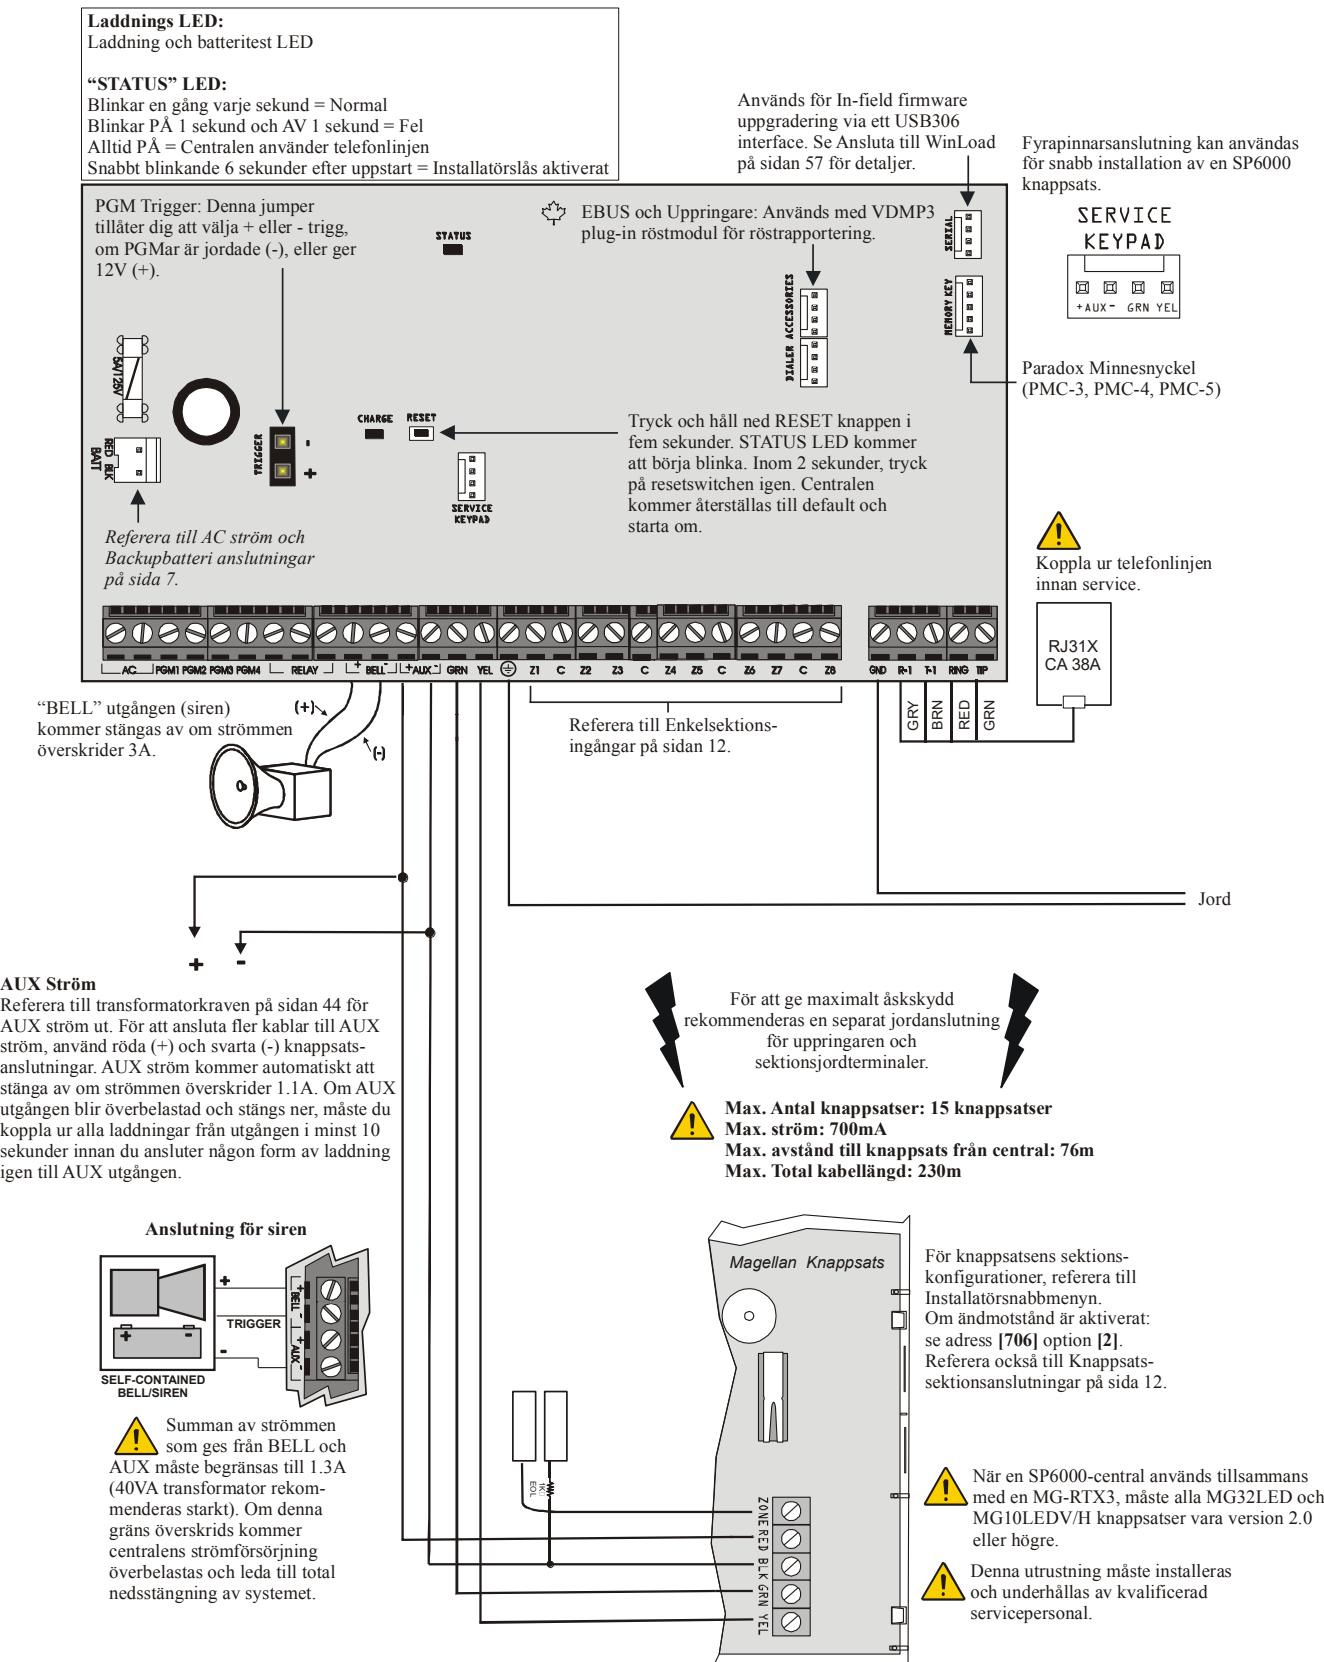 Laddnings LED:
Laddning och batteritest LED
“STATUS” LED:
Blinkar en gång varje sekund = Normal
Blinkar PÅ 1 sekund och AV 1 sekund = Fel
Alltid PÅ = Centralen använder telefonlinjen
Snabbt blinkande 6 sekunder efter uppstart = Installatörslås aktiverat
Används för In-field firmware
uppgradering via ett USB306
interface. Se Ansluta till WinLoad
på sidan 57 för detaljer.
Fyrapinnarsanslutning kan användas
för snabb installation av en SP6000
knappsats.
SERVICE
KEYPAD
+AUX- GRN YEL
PGM Trigger: Denna jumper
tillåter dig att välja + eller - trigg,
om PGMar är jordade (-), eller ger
12V (+).
STATUS
EBUS och Uppringare: Används med VDMP3
plug-in röstmodul för röstrapportering.
SERIAL
MEMORY KEY
DIALER ACCESSORIES
Paradox Minnesnyckel
(PMC-3, PMC-4, PMC-5)
5A/125V
RED BLK
BATT
TRIGGER
-
+
CHARGE
RESET
SERVICE
KEYPAD
Tryck och håll ned RESET knappen i
fem sekunder. STATUS LED kommer
att börja blinka. Inom 2 sekunder, tryck
på resetswitchen igen. Centralen
kommer återställas till default och
starta om.
Referera till AC ström och
Backupbatteri anslutningar
på sida 7.
Koppla ur telefonlinjen
innan service.
RJ31X
CA 38A
AC PGM1 PGM2 PGM3 PGM4 RELAY + BELL - +AUX - GRN YEL Z1 C Z2 Z3 C Z4 Z5 C Z6 Z7 C Z8 GND R-1 T-1 RING TIP
GRY
BRN
RED
GRN
“BELL” utgången (siren)
kommer stängas av om strömmen
överskrider 3A.
(+)
(-)
Referera till Enkelsektions-
ingångar på sidan 12.
Jord
+ -
AUX Ström
Referera till transformatorkraven på sidan 44 för
AUX ström ut. För att ansluta fler kablar till AUX
ström, använd röda (+) och svarta (-) knappsats-
anslutningar. AUX ström kommer automatiskt att
stänga av om strömmen överskrider 1.1A. Om AUX
utgången blir överbelastad och stängs ner, måste du
koppla ur alla laddningar från utgången i minst 10
sekunder innan du ansluter någon form av laddning
igen till AUX utgången.
För att ge maximalt åskskydd
rekommenderas en separat jordanslutning
för uppringaren och
sektionsjordterminaler.
Max. Antal knappsatser: 15 knappsatser
Max. ström: 700mA
Max. avstånd till knappsats från central: 76m
Max. Total kabellängd: 230m
Anslutning för siren
+
TRIGGER
-
+ -
+ BELL -
+ AUX -
SELF-CONTAINED
BELL/SIREN
Summan av strömmen
som ges från BELL och
AUX måste begränsas till 1.3A
(40VA transformator rekom-
menderas starkt). Om denna
gräns överskrids kommer
centralens strömförsörjning
överbelastas och leda till total
nedsstängning av systemet.
Magellan Knappsats
EOL
1KΩ
ZONE RED BLK GRN YEL
För knappsatsens sektions-
konfigurationer, referera till
Installatörsnabbmenyn.
Om ändmotstånd är aktiverat:
se adress [706] option [2].
Referera också till Knappsats-
sektionsanslutningar på sida 12.
När en SP6000-central används tillsammans
med en MG-RTX3, måste alla MG32LED och
MG10LEDV/H knappsatser vara version 2.0
eller högre.
Denna utrustning måste installeras
och underhållas av kvalificerad
servicepersonal.